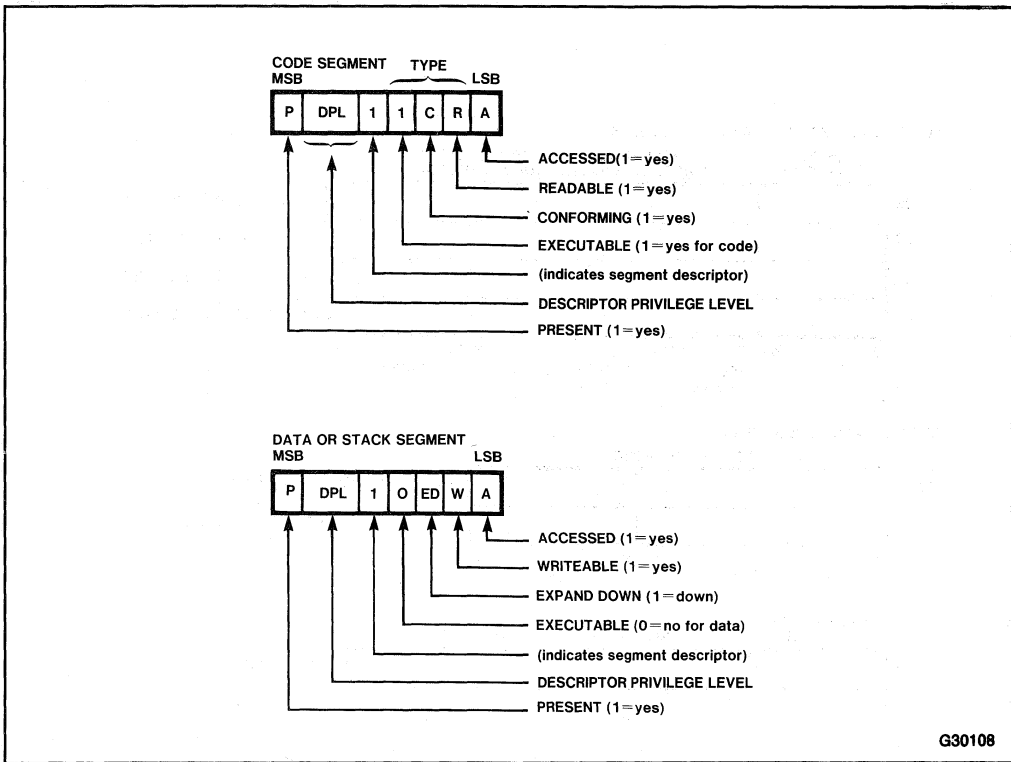 CODE SEGMENT TYPE
MSB LSB
P DPL 1 1 C R A
ACCESSED(1=yes)
READABLE (1=yes)
CONFORMING (1=yes)
EXECUTABLE (1=yes for code)
(indicates segment descriptor)
DESCRIPTOR PRIVILEGE LEVEL
PRESENT (1=yes)
DATA OR STACK SEGMENT
MSB LSB
P DPL 1 O ED W A
ACCESSED (1=yes)
WRITEABLE (1=yes)
EXPAND DOWN (1=down)
EXECUTABLE (0=no for data)
(indicates segment descriptor)
DESCRIPTOR PRIVILEGE LEVEL
PRESENT (1=yes)
G30108